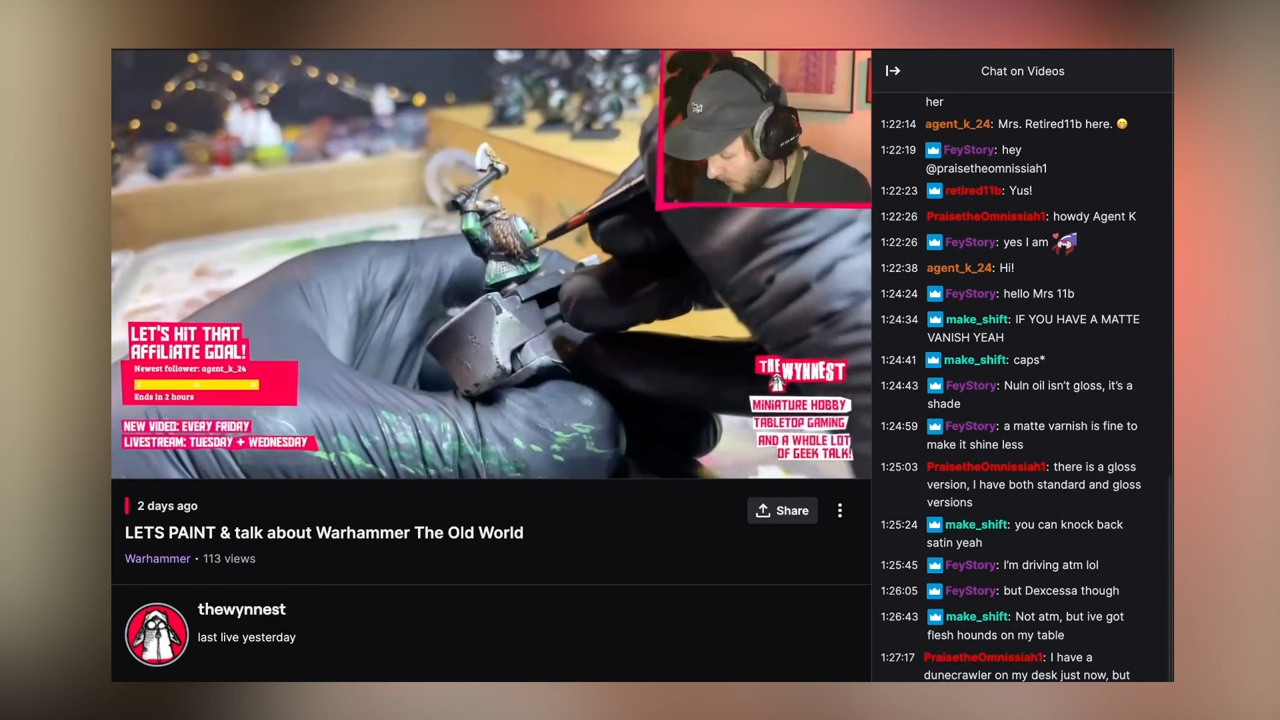 LET'S HIT THAT
AFFILIATE GOAL!
Newest follower: agent_k_24
Ends in 2 hours
NEW VIDEO: EVERY FRIDAY
LIVESTREAM: TUESDAY + WEDNESDAY
THE WYNNEST
MINIATURE HOBBY
TABLETOP GAMING
AND A WHOLE LOT
OF GEEK TALK!
2 days ago
Share
LETS PAINT & talk about Warhammer The Old World
Warhammer • 113 views
thewynnest
last live yesterday
Chat on Videos
her
1:22:14 agent_k_24: Mrs. Retired11b here. 😁
1:22:19 FeyStory: hey
@praisetheomnissiah1
1:22:23 retired11b: Yus!
1:22:26 PraisetheOmnissiah1: howdy Agent K
1:22:26 FeyStory: yes I am
1:22:38 agent_k_24: Hi!
1:24:24 FeyStory: hello Mrs 11b
1:24:34 make_shift: IF YOU HAVE A MATTE
VANISH YEAH
1:24:41 make_shift: caps*
1:24:43 FeyStory: Nuln oil isn't gloss, it's a
shade
1:24:59 FeyStory: a matte varnish is fine to
make it shine less
1:25:03 PraisetheOmnissiah1: there is a gloss
version, I have both standard and gloss
versions
1:25:24 make_shift: you can knock back
satin yeah
1:25:45 FeyStory: I'm driving atm lol
1:26:05 FeyStory: but Dexcessa though
1:26:43 make_shift: Not atm, but ive got
flesh hounds on my table
1:27:17 PraisetheOmnissiah1: I have a
dunecrawler on my desk just now, but